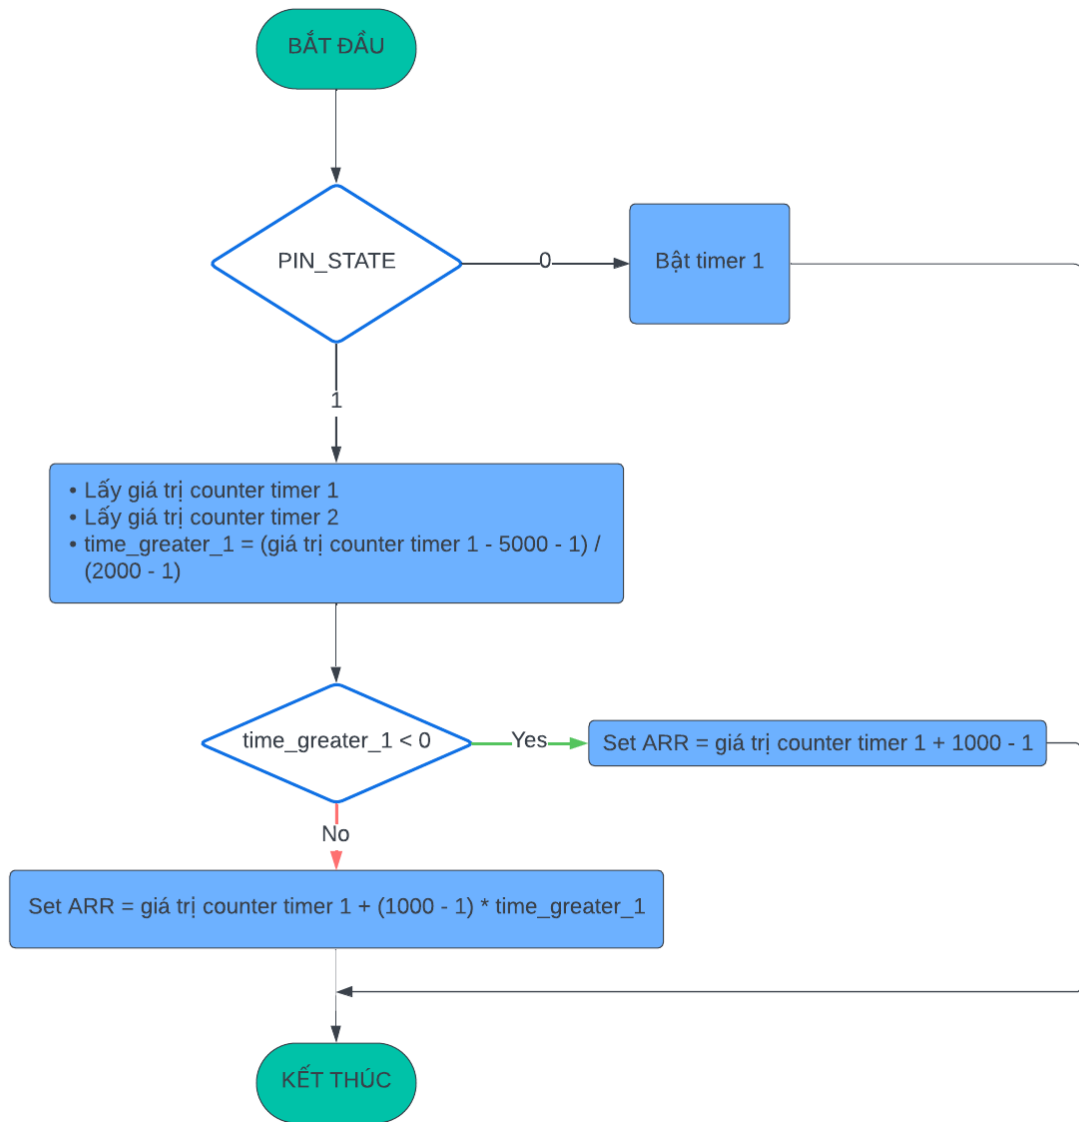 BẮT ĐẦU
PIN_STATE
0
Bật timer 1
1
• Lấy giá trị counter timer 1
• Lấy giá trị counter timer 2
• time_greater_1 = (giá trị counter timer 1 - 5000 - 1) /
(2000 - 1)
time_greater_1 < 0
Yes
Set ARR = giá trị counter timer 1 + 1000 - 1
No
Set ARR = giá trị counter timer 1 + (1000 - 1) * time_greater_1
KẾT THÚC